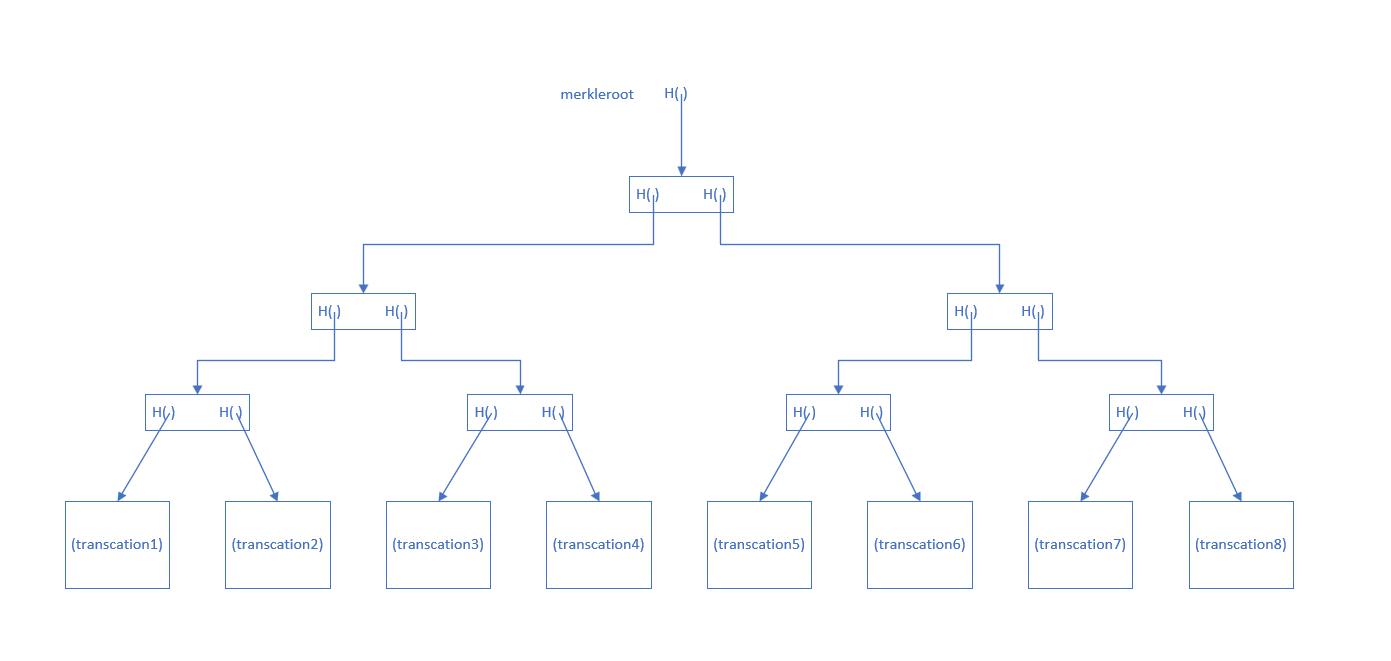 merkleroot H( )
H( ) H( )
H( ) H( ) H( ) H( )
H( ) H( ) H( ) H( ) H( ) H( ) H( ) H( )
(transcation1) (transcation2) (transcation3) (transcation4) (transcation5) (transcation6) (transcation7) (transcation8)